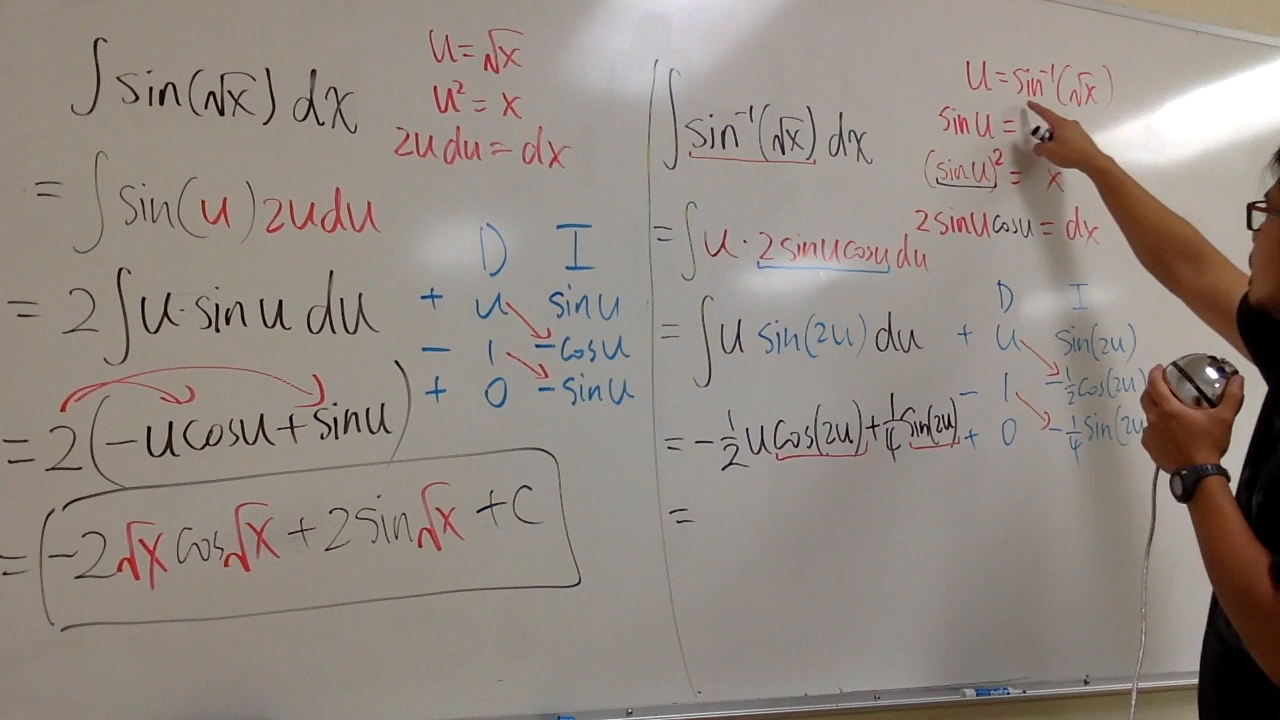 ∫ sin(√x) dx
u = √x
u² = x
2u du = dx
= ∫ sin(u) 2u du
= 2 ∫ u · sin u du
D I
+ u sin u
− 1 −cos u
+ 0 −sin u
= 2(−u cos u + sin u)
= −2√x cos√x + 2 sin√x + C
∫ sin⁻¹(√x) dx
u = sin⁻¹(√x)
sin u =
(sin u)² = x
2 sin u cos u = dx
= ∫ u · 2 sin u cos u du
= ∫ u sin(2u) du
D I
+ u sin(2u)
− 1 −½ cos(2u)
+ 0 −¼ sin(2u
= −½ u cos(2u) + ¼ sin(2u)
=